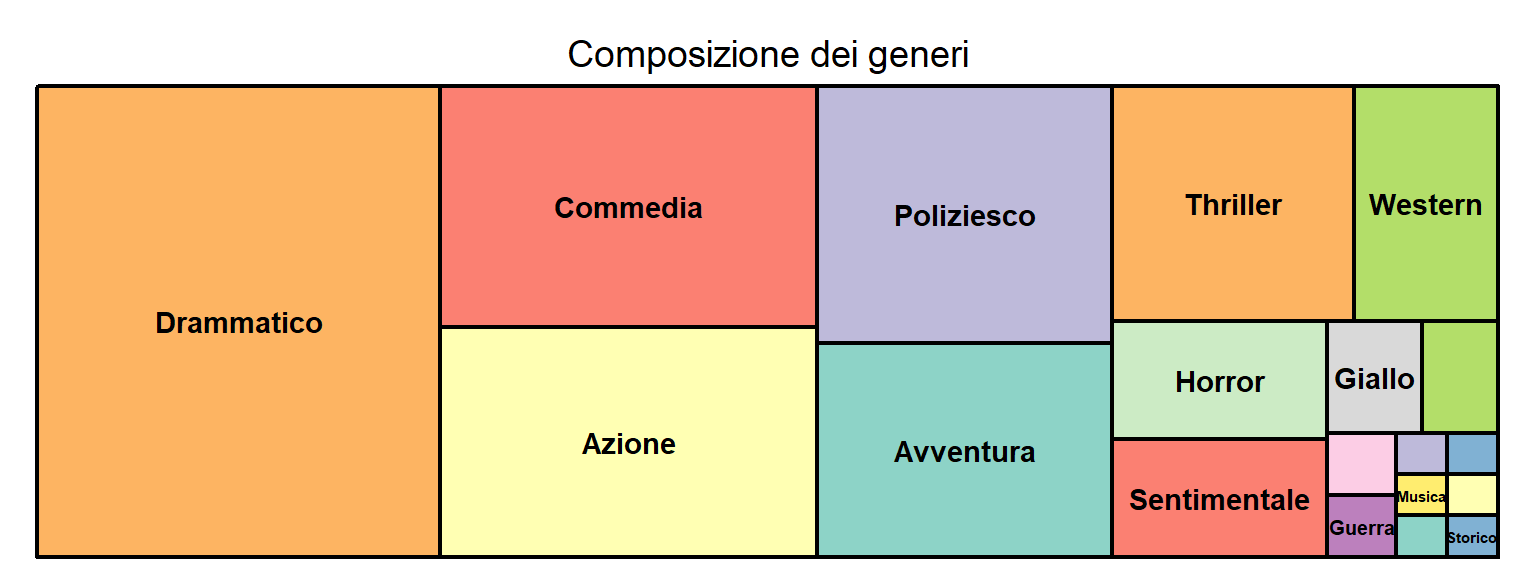 Composizione dei generi
Drammatico
Commedia
Azione
Poliziesco
Avventura
Thriller
Western
Horror
Giallo
Sentimentale
Guerra
Musica
Storico